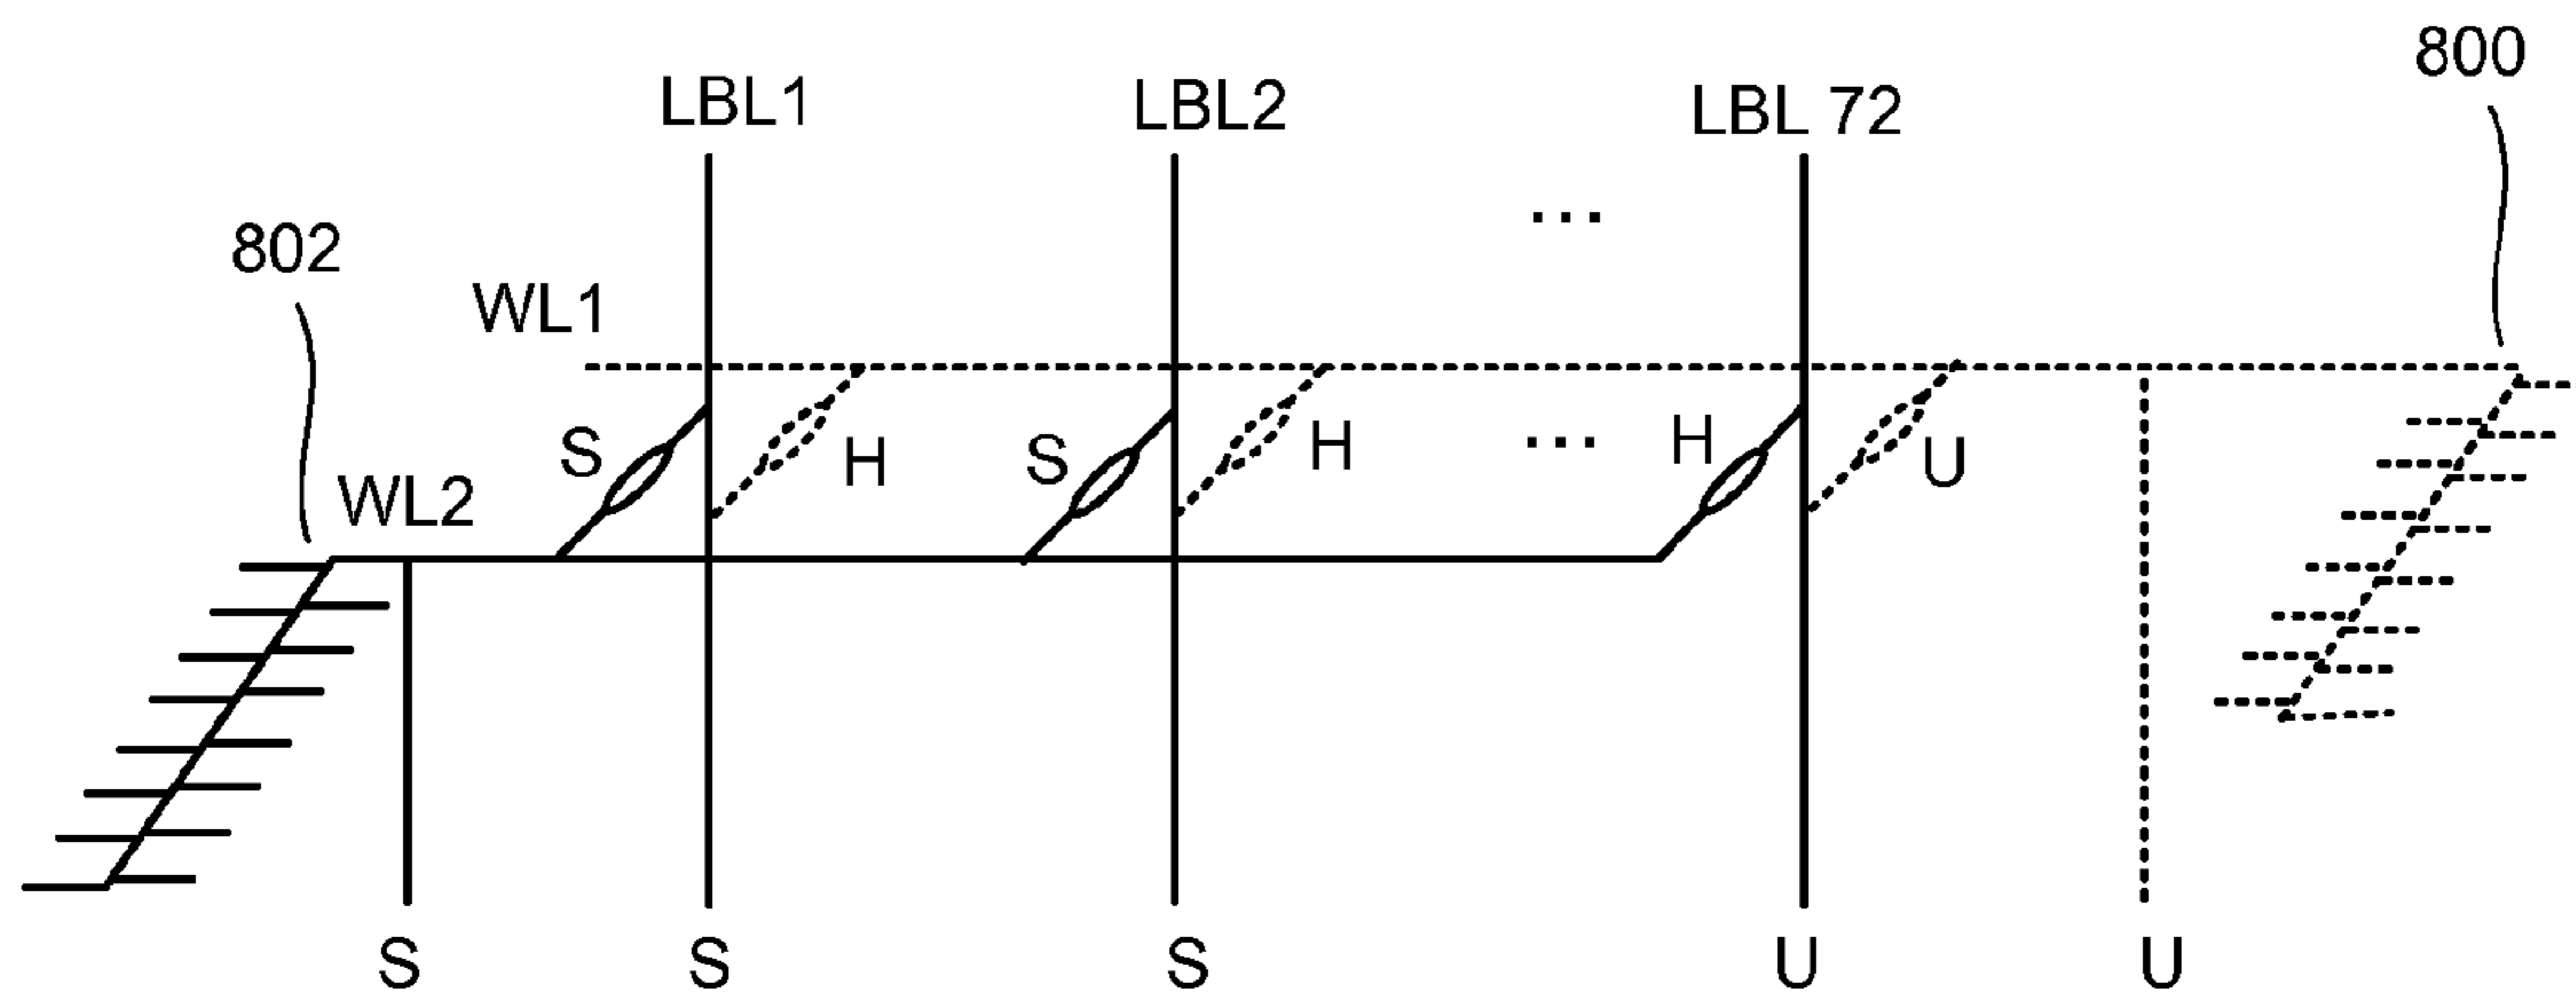 800
LBL1 LBL2 LBL 72
802
...
WL1
S H S H ... H U
WL2
S S S U U